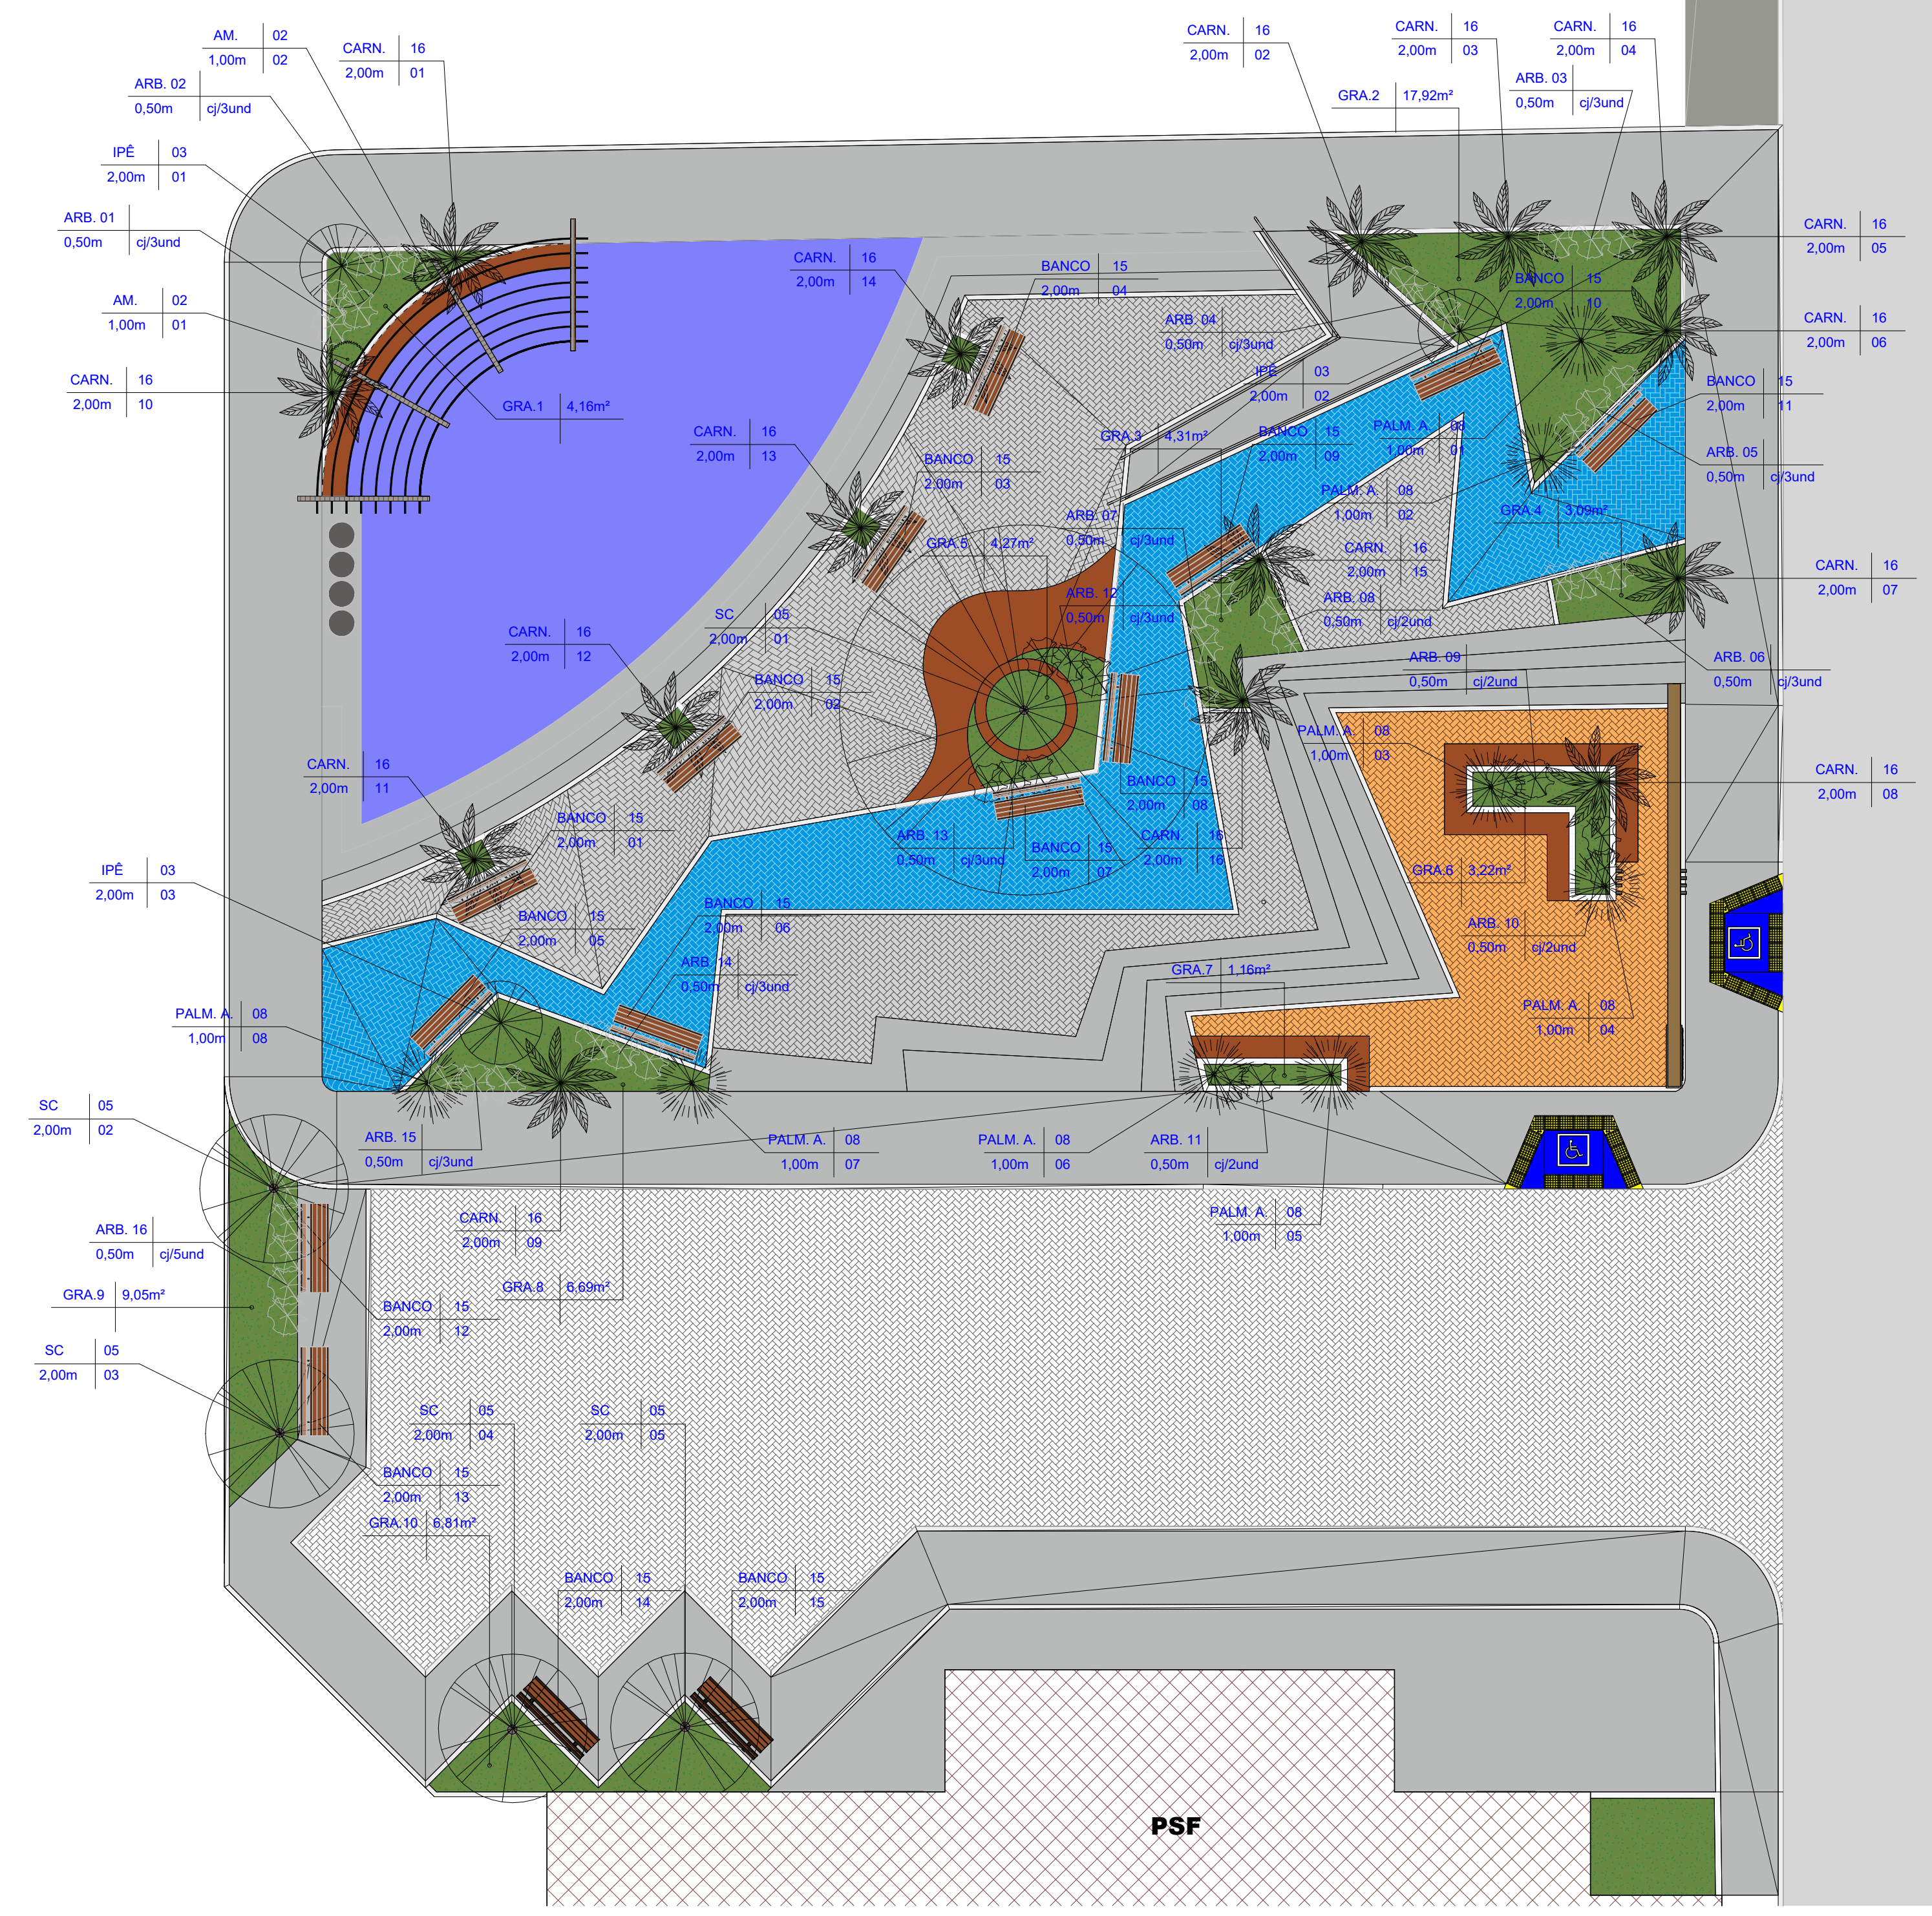 AM. 02
1,00m 02
CARN. 16
2,00m 01
CARN. 16
2,00m 02
CARN. 16
2,00m 03
CARN. 16
2,00m 04
ARB. 02
0,50m cj/3und
GRA.2 17,92m²
ARB. 03
0,50m cj/3und
IPÊ 03
2,00m 01
ARB. 01
0,50m cj/3und
CARN. 16
2,00m 05
CARN. 16
2,00m 14
BANCO 15
2,00m 04
BANCO 15
2,00m 10
AM. 02
1,00m 01
ARB. 04
0,50m cj/3und
CARN. 16
2,00m 06
CARN. 16
2,00m 10
IPÊ 03
2,00m 02
BANCO 15
2,00m 11
GRA.1 4,16m²
CARN. 16
2,00m 13
GRA.3 4,31m²
BANCO 15
2,00m 09
PALM. A. 08
1,00m 01
BANCO 15
2,00m 03
ARB. 05
0,50m cj/3und
PALM. A. 08
1,00m 02
ARB. 07
0,50m cj/3und
GRA.4 3,09m²
GRA.5 4,27m²
CARN. 16
2,00m 15
CARN. 16
2,00m 07
ARB. 12
0,50m cj/3und
ARB. 08
0,50m cj/2und
SC 05
2,00m 01
CARN. 16
2,00m 12
ARB. 09
0,50m cj/2und
ARB. 06
0,50m cj/3und
BANCO 15
2,00m 02
PALM. A. 08
1,00m 03
CARN. 16
2,00m 11
BANCO 15
2,00m 08
CARN. 16
2,00m 08
BANCO 15
2,00m 01
ARB. 13
0,50m cj/3und
BANCO 15
2,00m 07
CARN. 16
2,00m 16
IPÊ 03
2,00m 03
GRA.6 3,22m²
BANCO 15
2,00m 05
BANCO 15
2,00m 06
ARB. 10
0,50m cj/2und
ARB. 14
0,50m cj/3und
GRA.7 1,16m²
PALM. A. 08
1,00m 08
PALM. A. 08
1,00m 04
SC 05
2,00m 02
ARB. 15
0,50m cj/3und
PALM. A. 08
1,00m 07
PALM. A. 08
1,00m 06
ARB. 11
0,50m cj/2und
ARB. 16
0,50m cj/5und
CARN. 16
2,00m 09
PALM. A. 08
1,00m 05
GRA.9 9,05m²
GRA.8 6,69m²
BANCO 15
2,00m 12
SC 05
2,00m 03
SC 05
2,00m 04
SC 05
2,00m 05
BANCO 15
2,00m 13
GRA.10 6,81m²
BANCO 15
2,00m 14
BANCO 15
2,00m 15
PSF